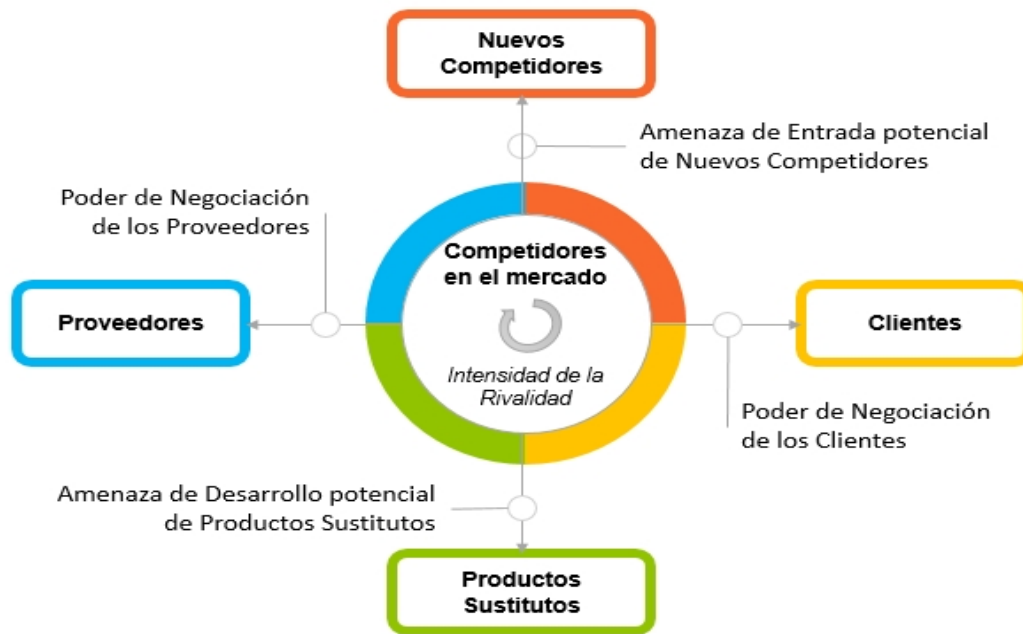 Nuevos
Competidores
Amenaza de Entrada potencial
de Nuevos Competidores
Poder de Negociación
de los Proveedores
Competidores
en el mercado
Proveedores
Clientes
Intensidad de la
Rivalidad
Poder de Negociación
de los Clientes
Amenaza de Desarrollo potencial
de Productos Sustitutos
Productos
Sustitutos